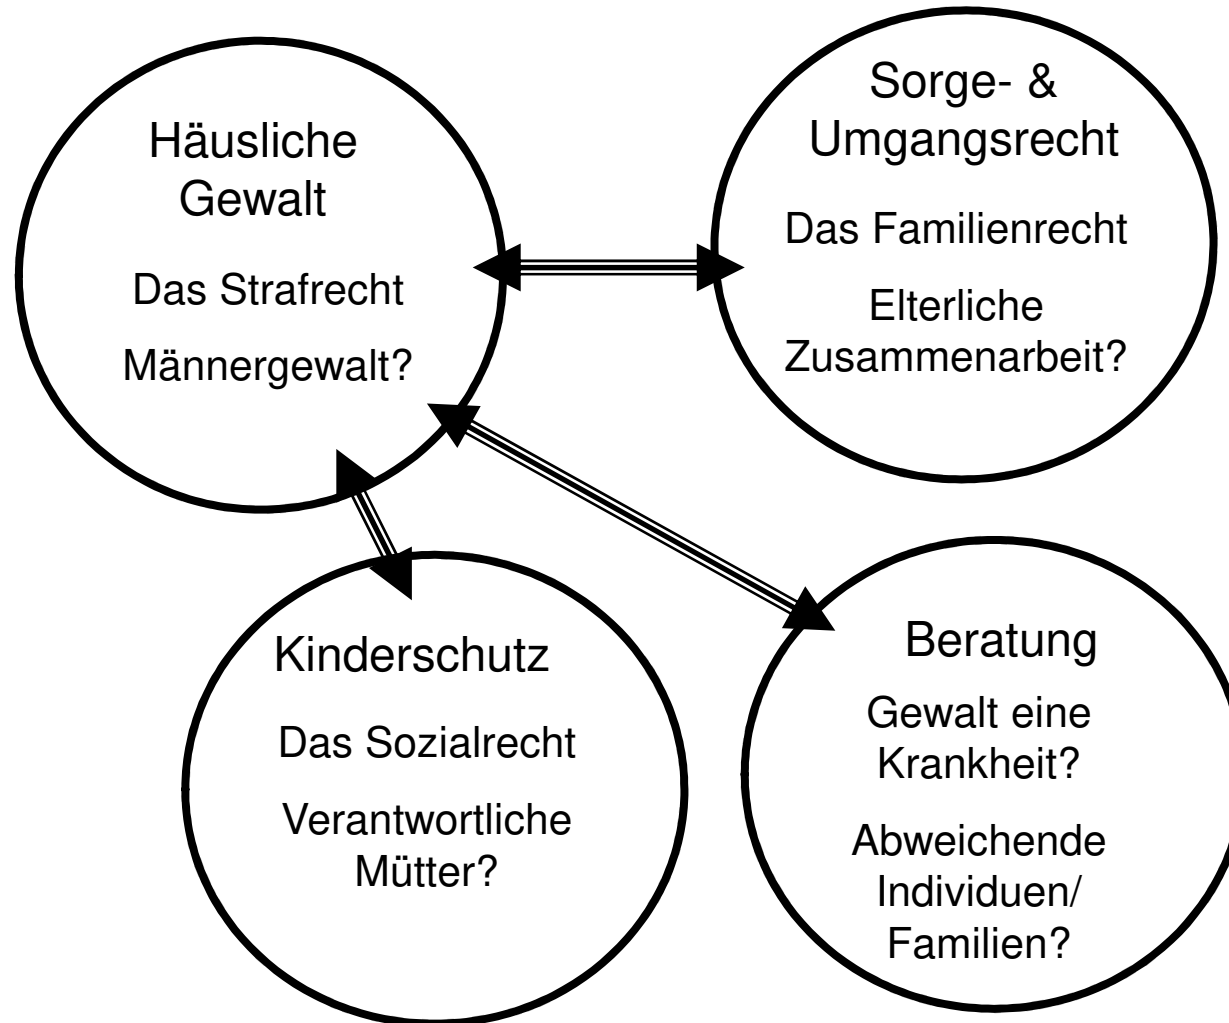 Häusliche
Gewalt
Das Strafrecht
Männergewalt?
Sorge- &
Umgangsrecht
Das Familienrecht
Elterliche
Zusammenarbeit?
Kinderschutz
Das Sozialrecht
Verantwortliche
Mütter?
Beratung
Gewalt eine
Krankheit?
Abweichende
Individuen/
Familien?